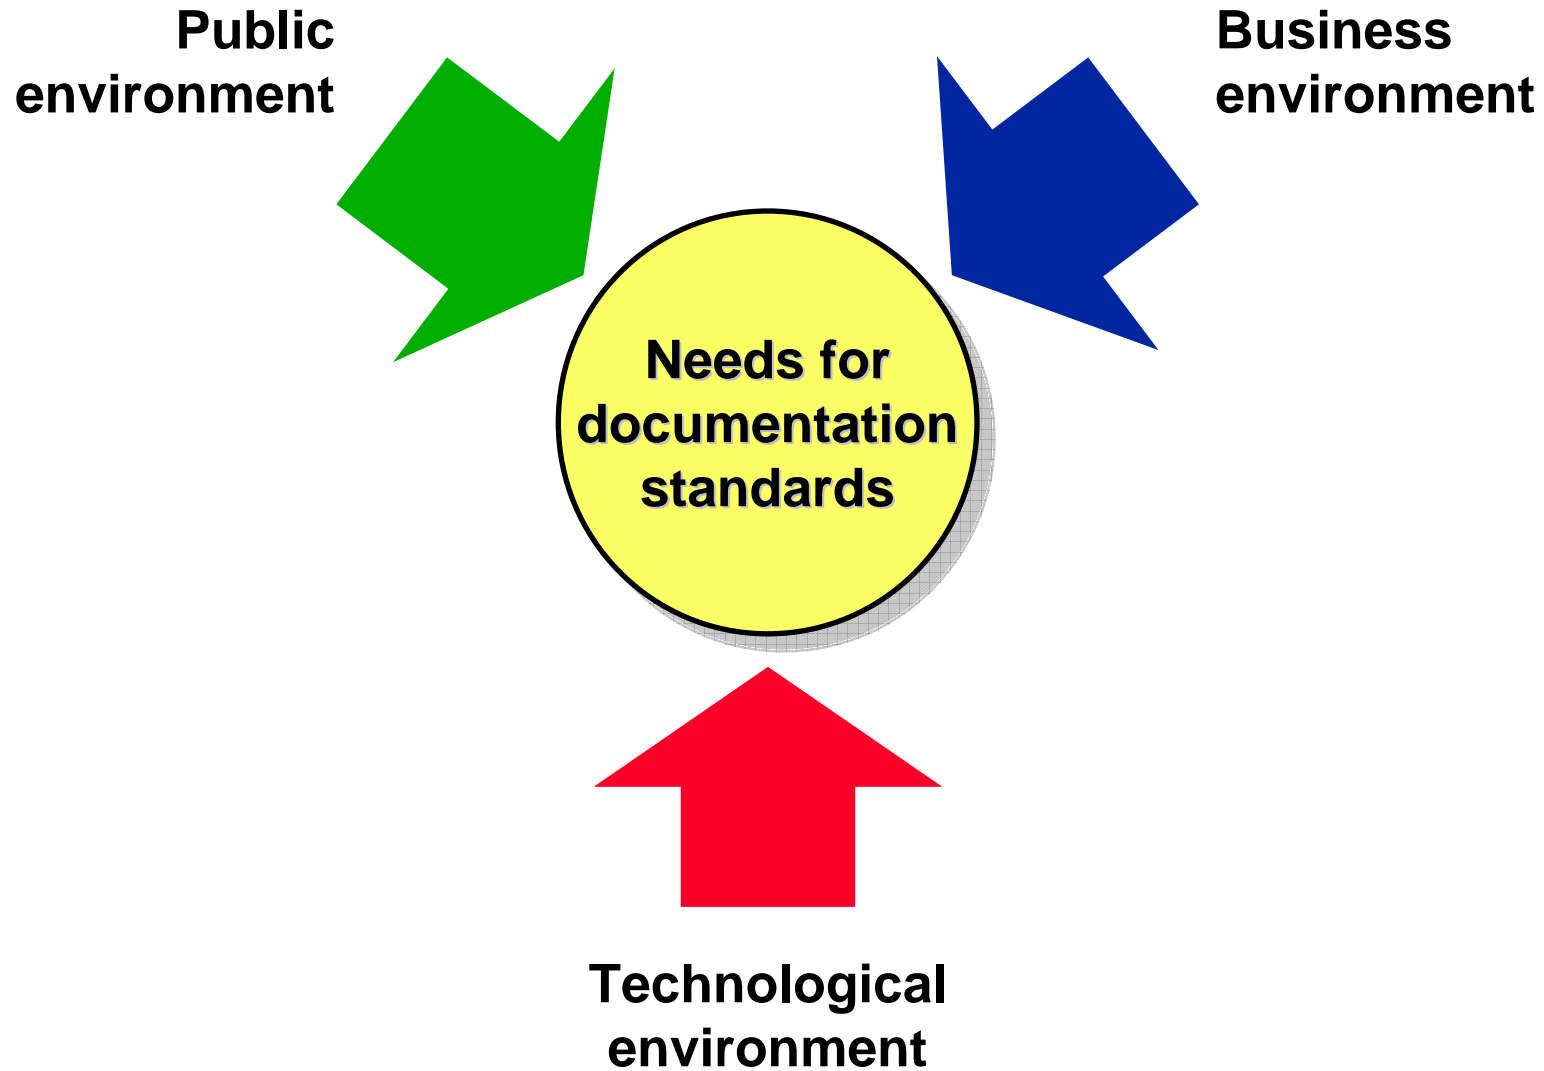 Public
environment
Business
environment
Needs for
documentation
standards
Technological
environment